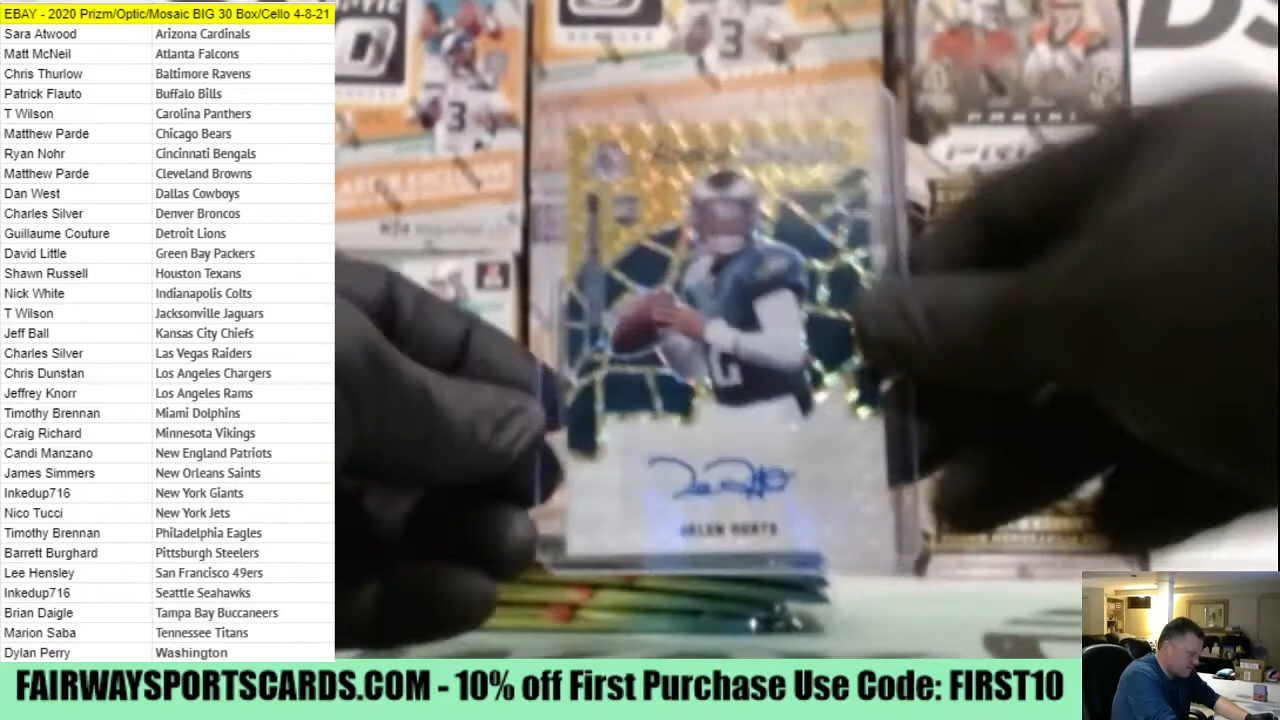 EBAY - 2020 Prizm/Optic/Mosaic BIG 30 Box/Cello 4-8-21
Sara Atwood Arizona Cardinals
Matt McNeil Atlanta Falcons
Chris Thurlow Baltimore Ravens
Patrick Flauto Buffalo Bills
T Wilson Carolina Panthers
Matthew Parde Chicago Bears
Ryan Nohr Cincinnati Bengals
Matthew Parde Cleveland Browns
Dan West Dallas Cowboys
Charles Silver Denver Broncos
Guillaume Couture Detroit Lions
David Little Green Bay Packers
Shawn Russell Houston Texans
Nick White Indianapolis Colts
T Wilson Jacksonville Jaguars
Jeff Ball Kansas City Chiefs
Charles Silver Las Vegas Raiders
Chris Dunstan Los Angeles Chargers
Jeffrey Knorr Los Angeles Rams
Timothy Brennan Miami Dolphins
Craig Richard Minnesota Vikings
Candi Manzano New England Patriots
James Simmers New Orleans Saints
Inkedup716 New York Giants
Nico Tucci New York Jets
Timothy Brennan Philadelphia Eagles
Barrett Burghard Pittsburgh Steelers
Lee Hensley San Francisco 49ers
Inkedup716 Seattle Seahawks
Brian Daigle Tampa Bay Buccaneers
Marion Saba Tennessee Titans
Dylan Perry Washington
3
3
PANINI
JALEN HURTS
FAIRWAYSPORTSCARDS.COM - 10% off First Purchase Use Code: FIRST10